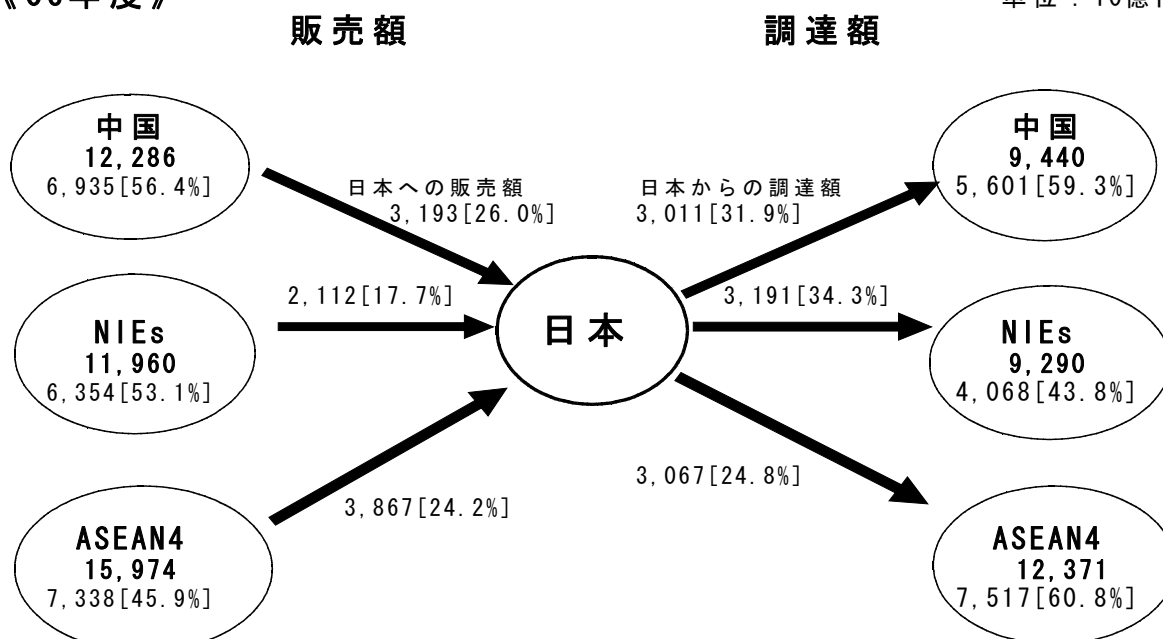 販売額
調達額
中国
12,286
6,935[56.4%]
日本への販売額
3,193[26.0%]
日本からの調達額
3,011[31.9%]
中国
9,440
5,601[59.3%]
NIEs
11,960
6,354[53.1%]
2,112[17.7%]
日本
3,191[34.3%]
NIEs
9,290
4,068[43.8%]
ASEAN4
15,974
7,338[45.9%]
3,867[24.2%]
3,067[24.8%]
ASEAN4
12,371
7,517[60.8%]